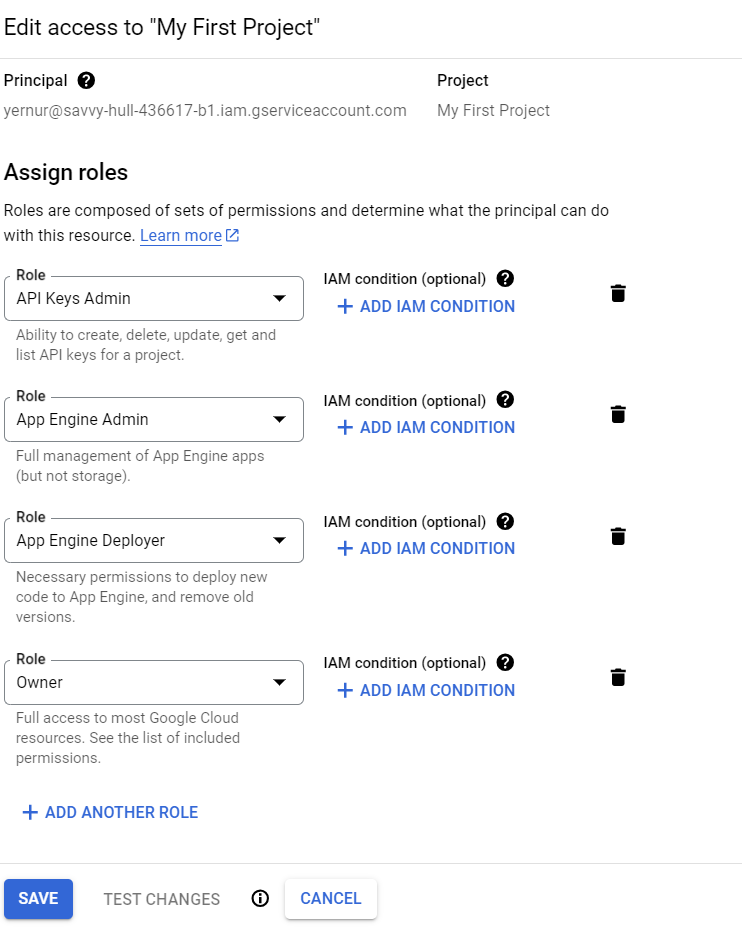 Edit access to "My First Project"
Principal
Project
yernur@savvy-hull-436617-b1.iam.gserviceaccount.com
My First Project
Assign roles
Roles are composed of sets of permissions and determine what the principal can do
with this resource. Learn more
Role
API Keys Admin
IAM condition (optional)
ADD IAM CONDITION
Ability to create, delete, update, get and
list API keys for a project.
Role
App Engine Admin
IAM condition (optional)
ADD IAM CONDITION
Full management of App Engine apps
(but not storage).
Role
App Engine Deployer
IAM condition (optional)
ADD IAM CONDITION
Necessary permissions to deploy new
code to App Engine, and remove old
versions.
Role
Owner
IAM condition (optional)
ADD IAM CONDITION
Full access to most Google Cloud
resources. See the list of included
permissions.
ADD ANOTHER ROLE
SAVE
TEST CHANGES
CANCEL